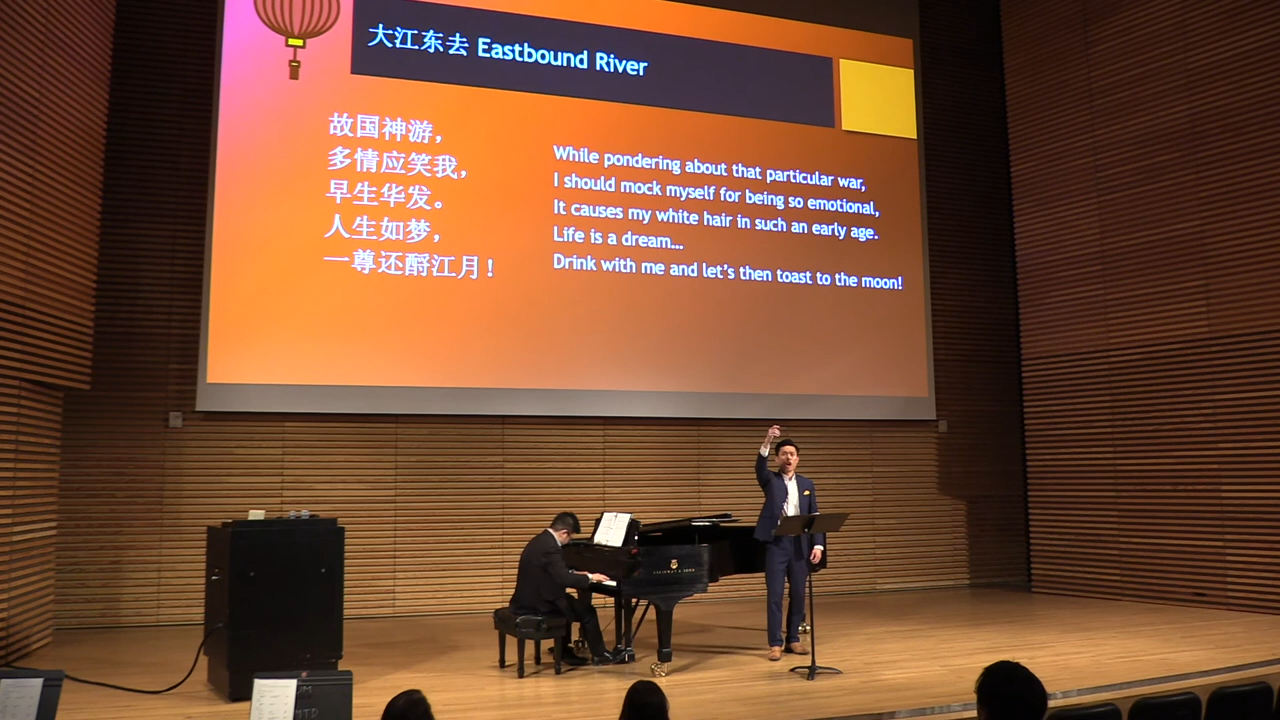 大江东去 Eastbound River
故国神游，
多情应笑我，
早生华发。
人生如梦，
一尊还酹江月！
While pondering about that particular war,
I should mock myself for being so emotional,
It causes my white hair in such an early age.
Life is a dream…
Drink with me and let's then toast to the moon!
STEINWAY & SONS
MTD